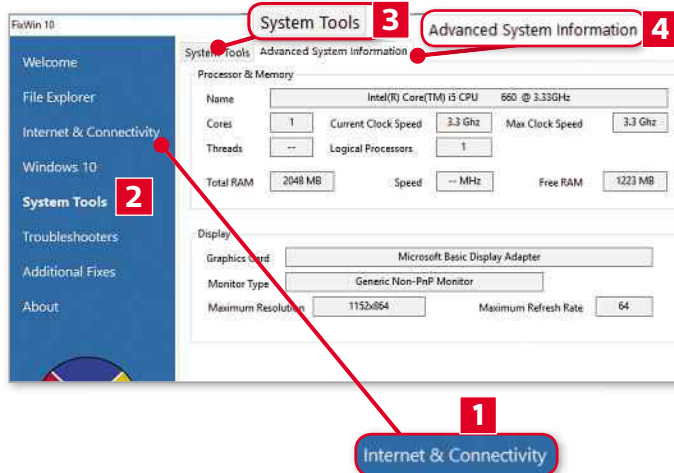 FixWin 10
System Tools 3
Advanced System Information 4
Welcome
File Explorer
Internet & Connectivity
Windows 10
System Tools 2
Troubleshooters
Additional Fixes
About
System Tools Advanced System Information
Processor & Memory
Name Intel(R) Core(TM) i5 CPU 660 @ 3.33GHz
Cores 1 Current Clock Speed 3.3 Ghz Max Clock Speed 3.3 Ghz
Threads -- Logical Processors 1
Total RAM 2048 MB Speed -- MHz Free RAM 1223 MB
Display
Graphics Card Microsoft Basic Display Adapter
Monitor Type Generic Non-PnP Monitor
Maximum Resolution 1152x864 Maximum Refresh Rate 64
1
Internet & Connectivity